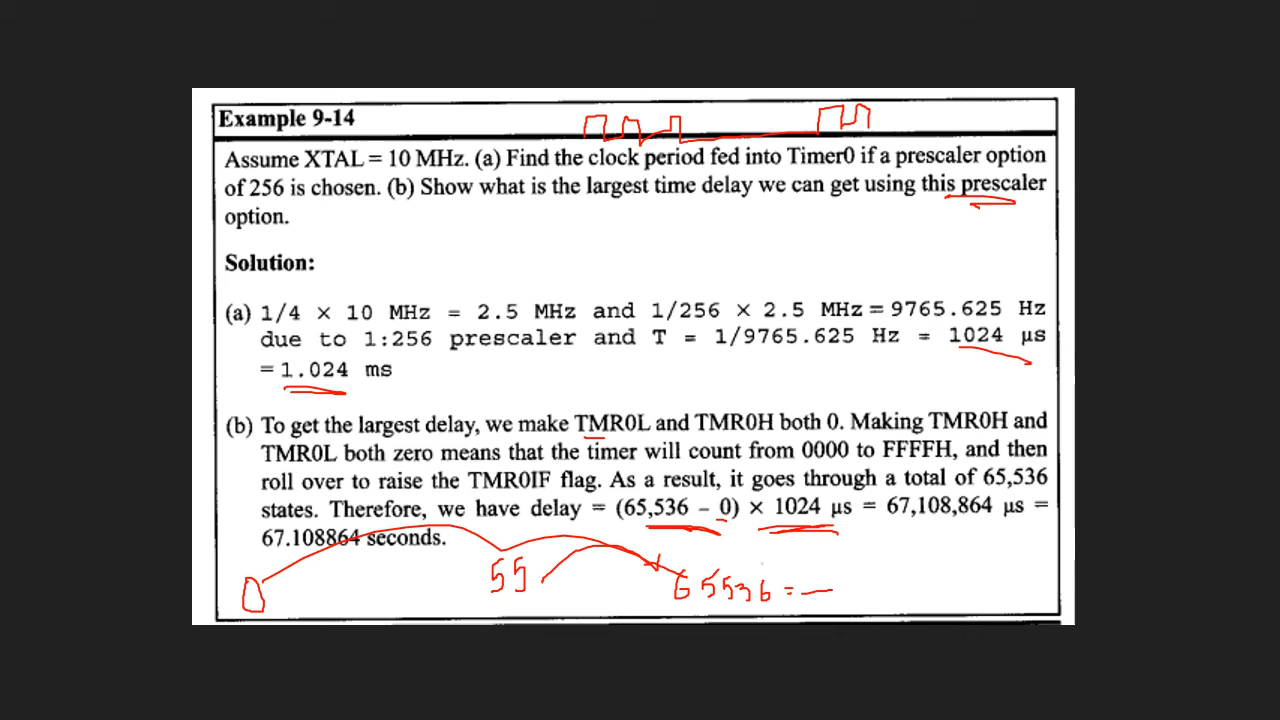 Example 9-14
Assume XTAL = 10 MHz. (a) Find the clock period fed into Timer0 if a prescaler option
of 256 is chosen. (b) Show what is the largest time delay we can get using this prescaler
option.
Solution:
(a) 1/4 × 10 MHz = 2.5 MHz and 1/256 × 2.5 MHz = 9765.625 Hz
due to 1:256 prescaler and T = 1/9765.625 Hz = 1024 µs
= 1.024 ms
(b) To get the largest delay, we make TMR0L and TMR0H both 0. Making TMR0H and
TMR0L both zero means that the timer will count from 0000 to FFFFH, and then
roll over to raise the TMR0IF flag. As a result, it goes through a total of 65,536
states. Therefore, we have delay = (65,536 – 0) × 1024 µs = 67,108,864 µs =
67.108864 seconds.
0 55 65536 = —